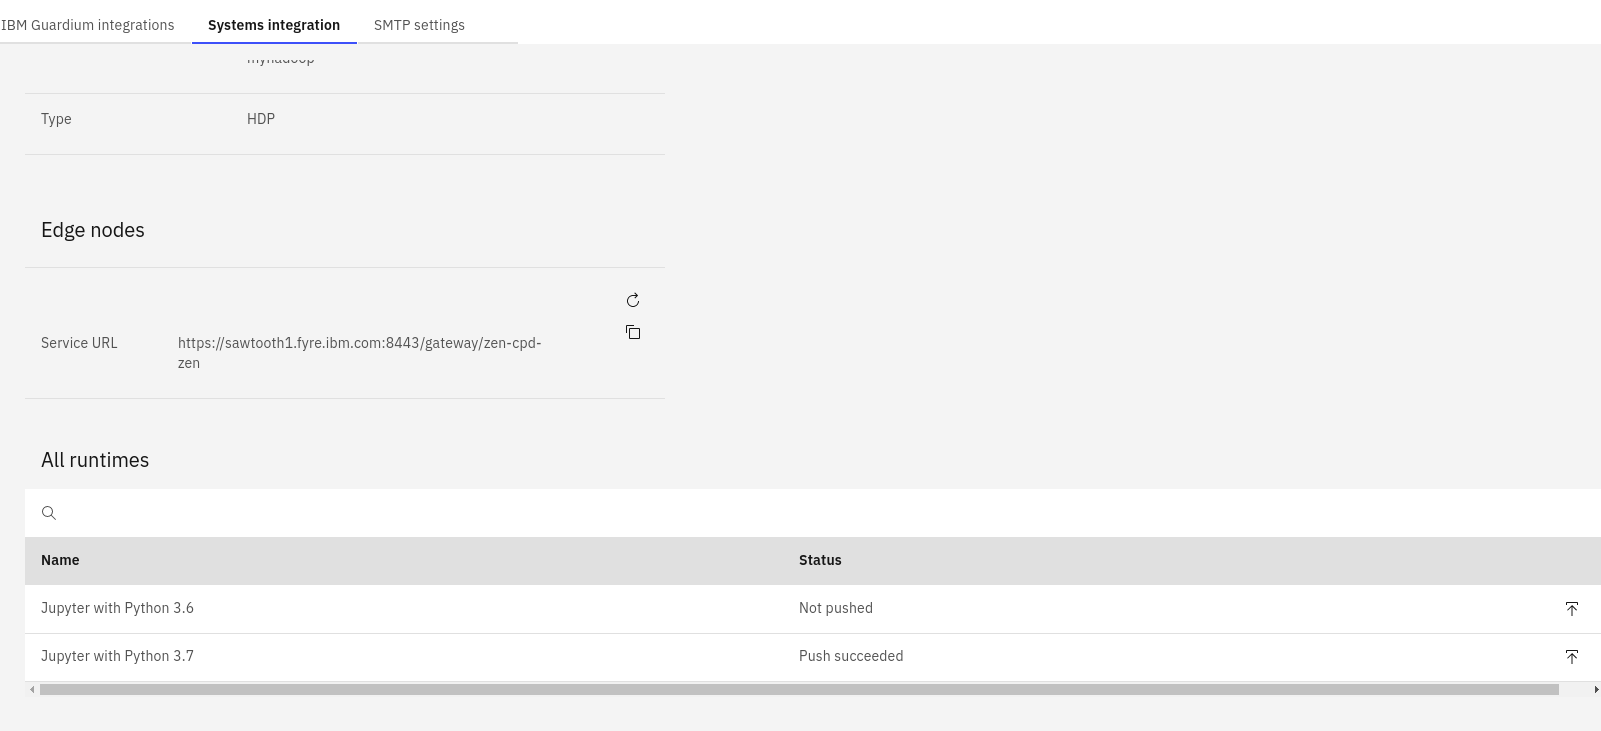 IBM Guardium integrations Systems integration SMTP settings
myhadoop
Type HDP
Edge nodes
Service URL https://sawtooth1.fyre.ibm.com:8443/gateway/zen-cpd-
zen
All runtimes
Name Status
Jupyter with Python 3.6 Not pushed
Jupyter with Python 3.7 Push succeeded